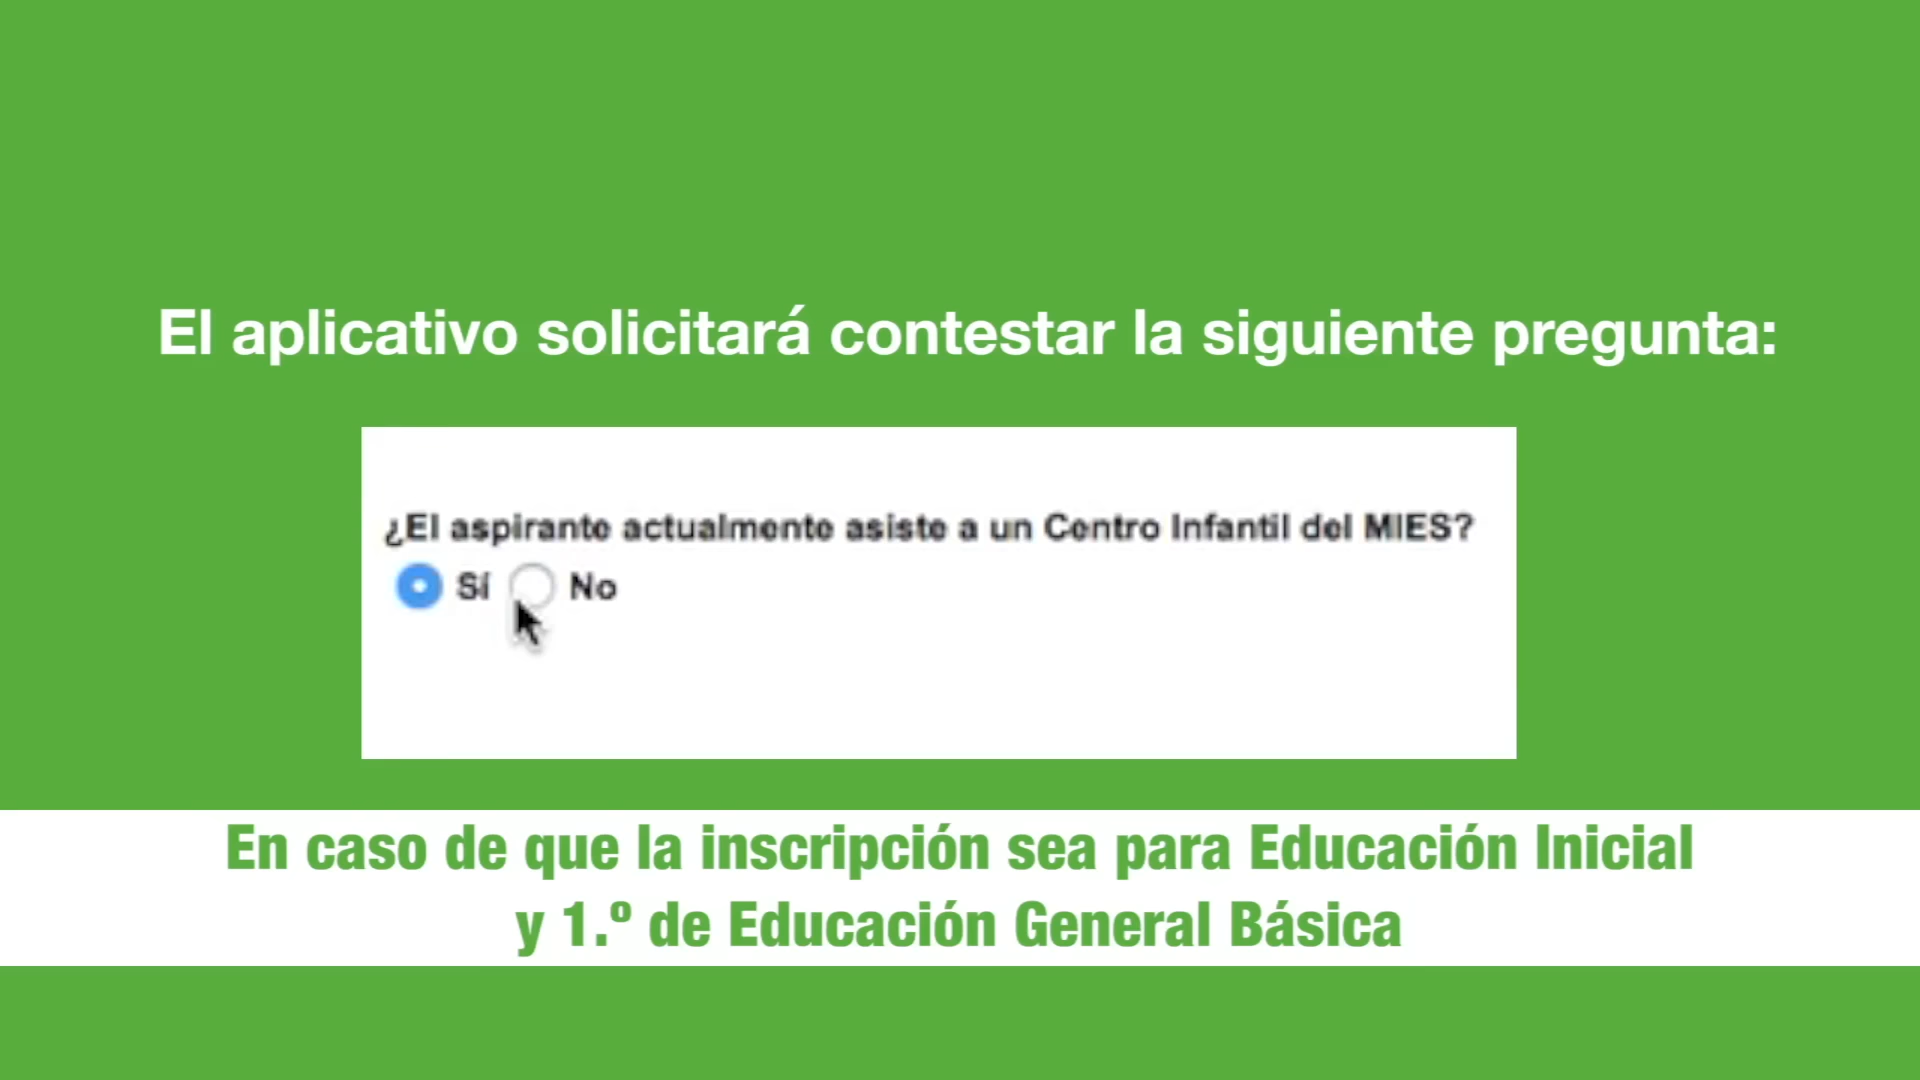 El aplicativo solicitará contestar la siguiente pregunta:
¿El aspirante actualmente asiste a un Centro Infantil del MIES?
Sí No
En caso de que la inscripción sea para Educación Inicial
y 1.º de Educación General Básica